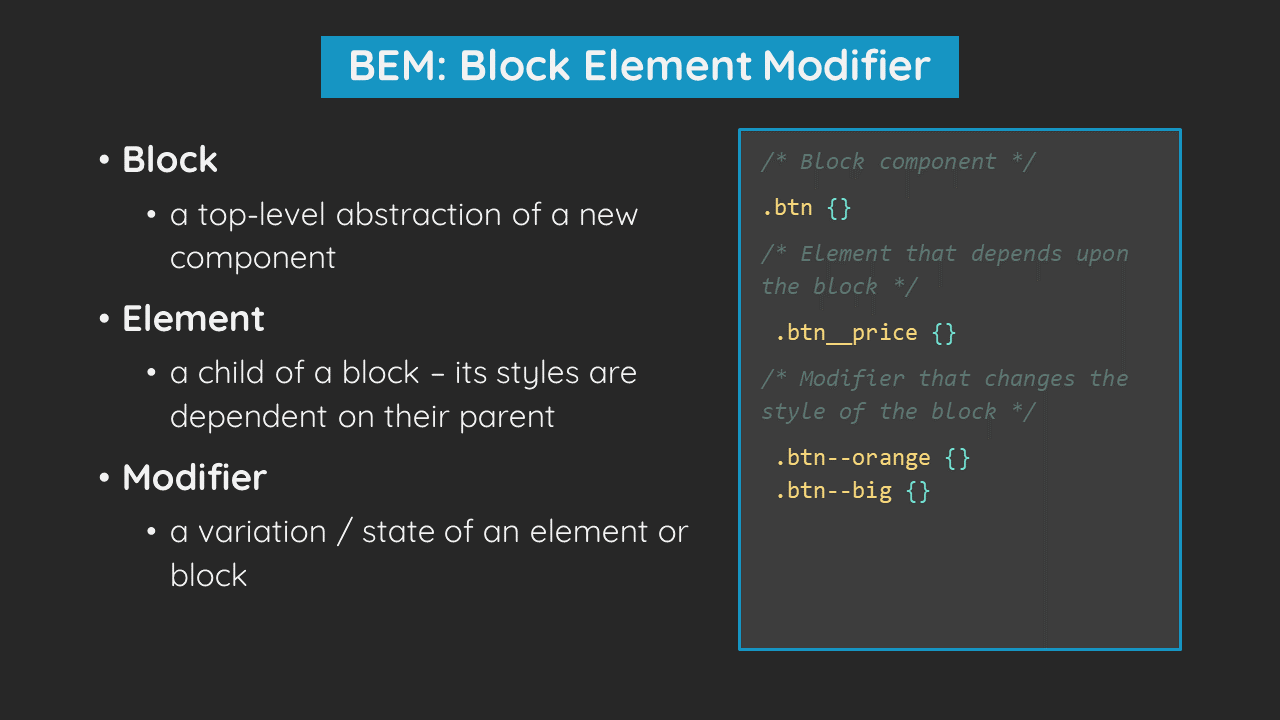 BEM: Block Element Modifier
• Block
• a top-level abstraction of a new
component
• Element
• a child of a block – its styles are
dependent on their parent
• Modifier
• a variation / state of an element or
block
/* Block component */
.btn {}
/* Element that depends upon
the block */
.btn__price {}
/* Modifier that changes the
style of the block */
.btn--orange {}
.btn--big {}